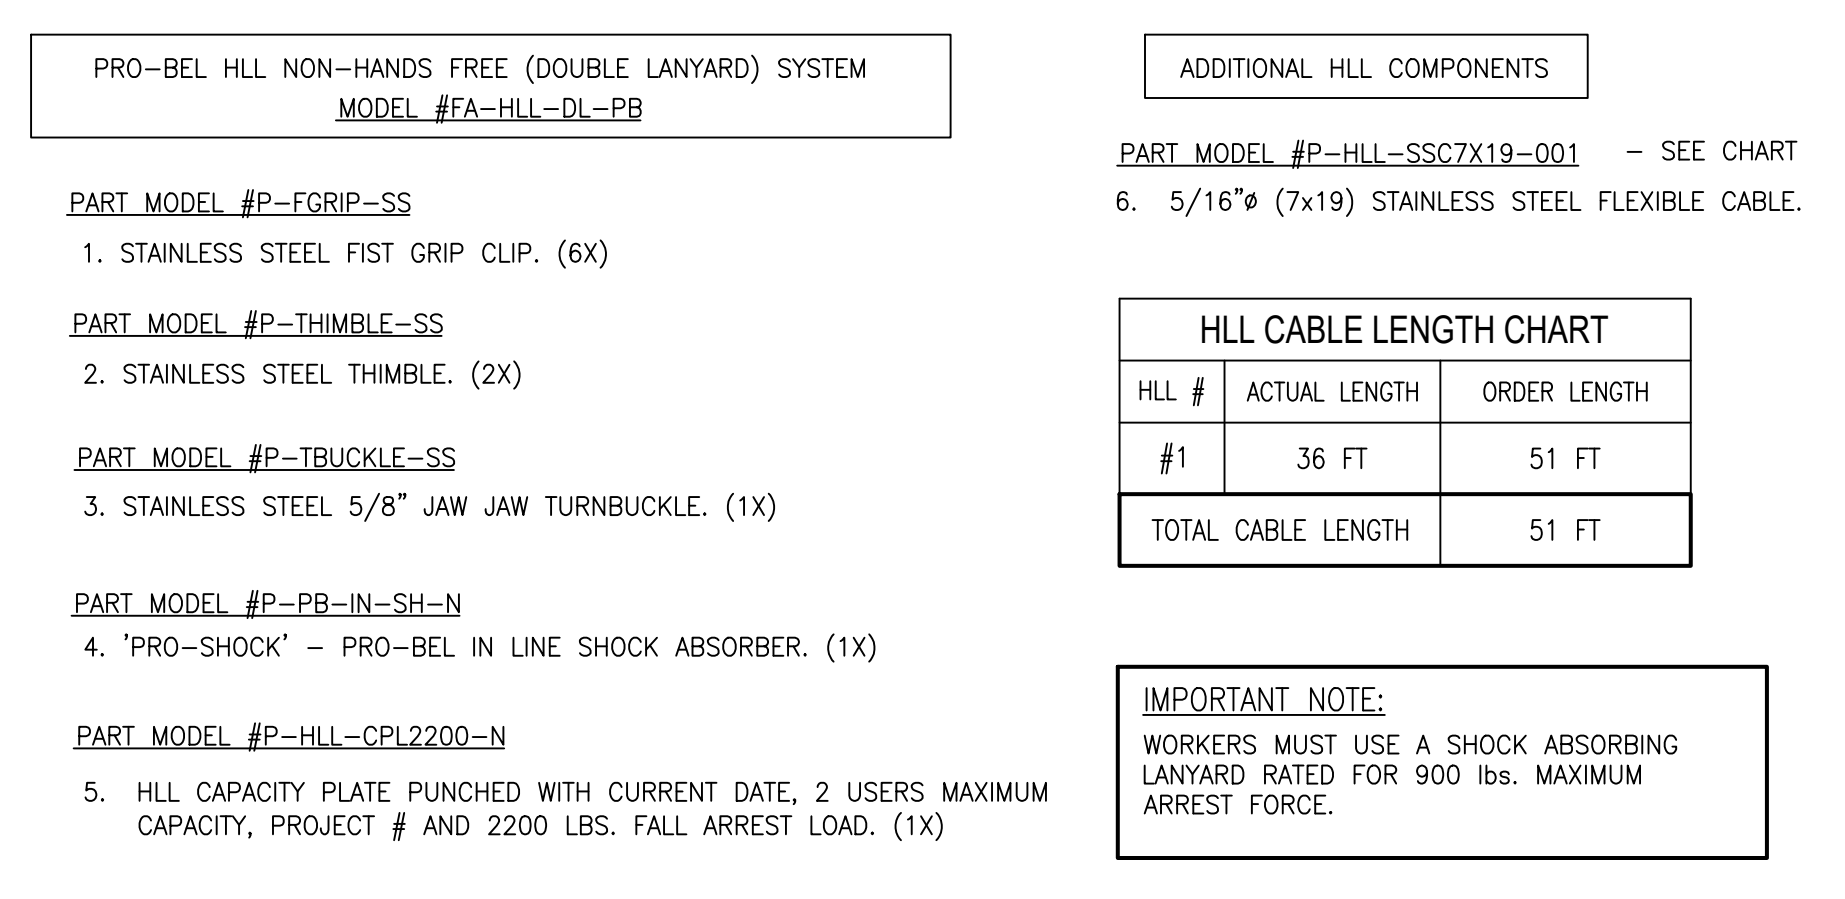 PRO-BEL HLL NON-HANDS FREE (DOUBLE LANYARD) SYSTEM
MODEL #FA-HLL-DL-PB
PART MODEL #P-FGRIP-SS
1. STAINLESS STEEL FIST GRIP CLIP. (6X)
PART MODEL #P-THIMBLE-SS
2. STAINLESS STEEL THIMBLE. (2X)
PART MODEL #P-TBUCKLE-SS
3. STAINLESS STEEL 5/8" JAW JAW TURNBUCKLE. (1X)
PART MODEL #P-PB-IN-SH-N
4. 'PRO-SHOCK' - PRO-BEL IN LINE SHOCK ABSORBER. (1X)
PART MODEL #P-HLL-CPL2200-N
5. HLL CAPACITY PLATE PUNCHED WITH CURRENT DATE, 2 USERS MAXIMUM
CAPACITY, PROJECT # AND 2200 LBS. FALL ARREST LOAD. (1X)
ADDITIONAL HLL COMPONENTS
PART MODEL #P-HLL-SSC7X19-001 - SEE CHART
6. 5/16"ø (7x19) STAINLESS STEEL FLEXIBLE CABLE.
HLL CABLE LENGTH CHART
HLL # ACTUAL LENGTH ORDER LENGTH
#1 36 FT 51 FT
TOTAL CABLE LENGTH 51 FT
IMPORTANT NOTE:
WORKERS MUST USE A SHOCK ABSORBING
LANYARD RATED FOR 900 lbs. MAXIMUM
ARREST FORCE.